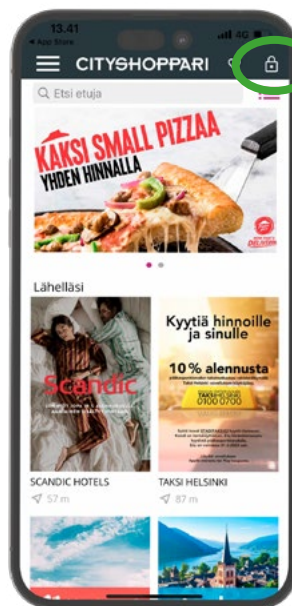 13.41
4G
App Store
CITYSHOPPARI
Etsi etuja
KAKSI SMALL PIZZAA
YHDEN HINNALLA
Lähelläsi
Scandic
Kyytiä hinnoille
ja sinulle
10 % alennusta
TAKSI HELSINKI
0100 0700
SCANDIC HOTELS
57 m
TAKSI HELSINKI
87 m